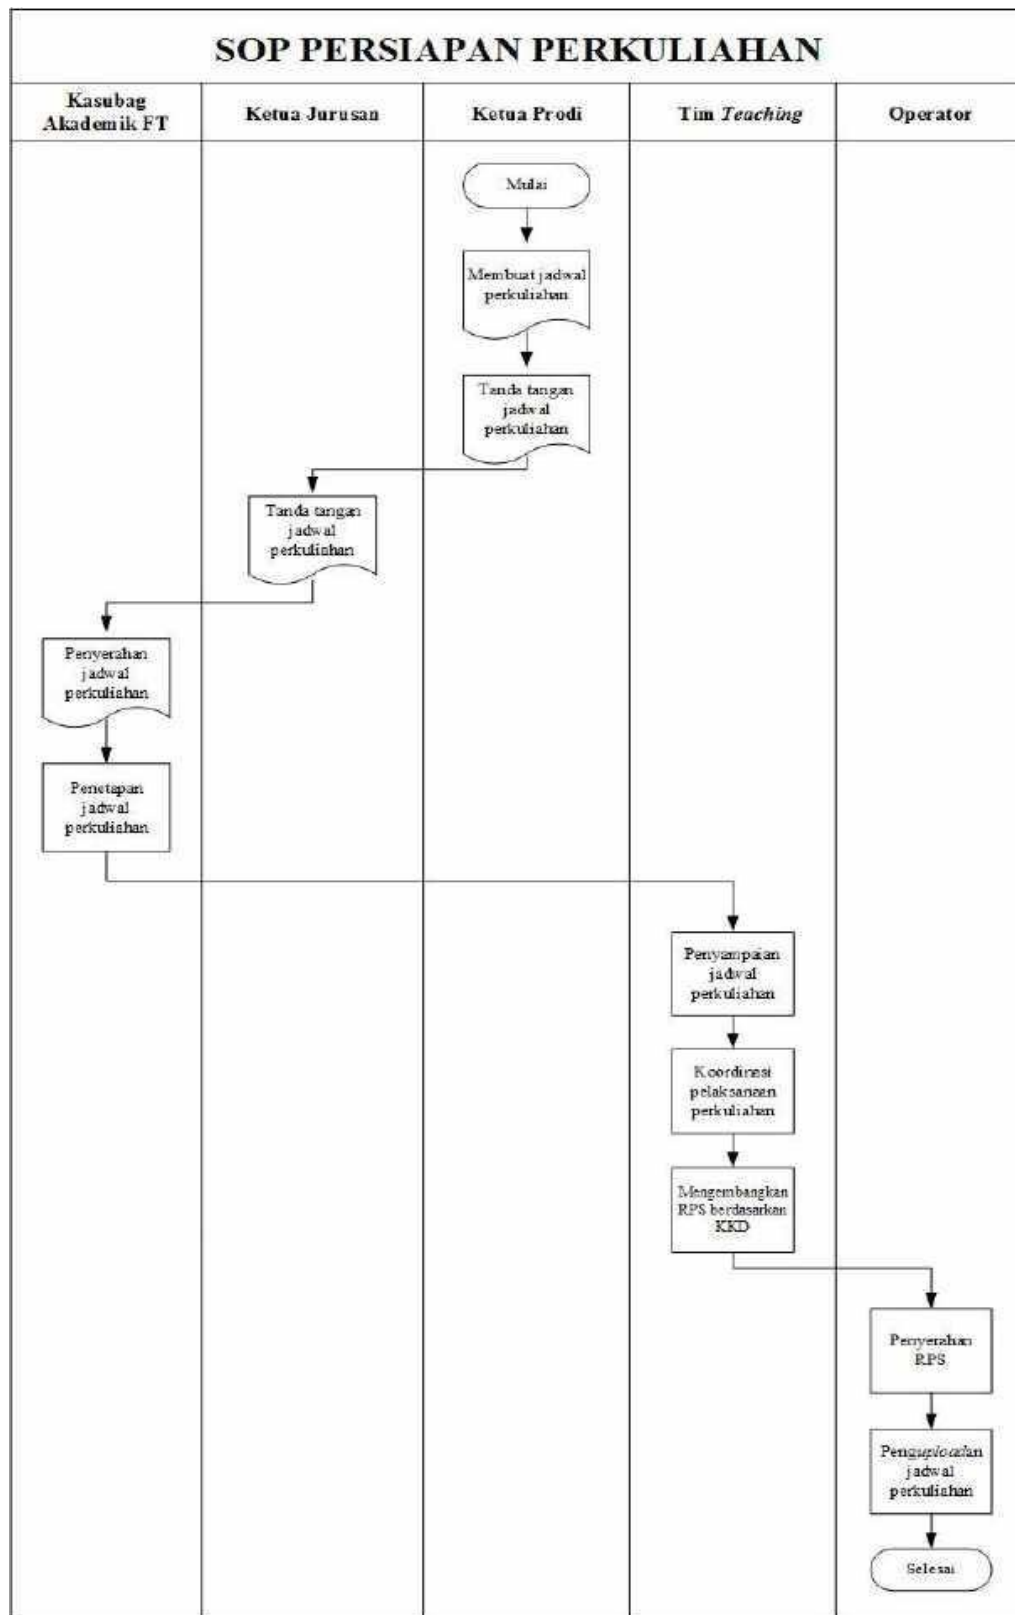 SOP PERSIAPAN PERKULIAHAN
Kasubag
Akademik FT
Ketua Jurusan
Ketua Prodi
Tim Teaching
Operator
Mulai
Membuat jadwal
perkuliahan
Tanda tangan
jadwal
perkuliahan
Tanda tangan
jadwal
perkuliahan
Penyerahan
jadwal
perkuliahan
Penetapan
jadwal
perkuliahan
Penyampaian
jadwal
perkuliahan
Koordinasi
pelaksanaan
perkuliahan
Mengembangkan
RPS berdasarkan
KKD
Penyerahan
RPS
Penguploadan
jadwal
perkuliahan
Selesai